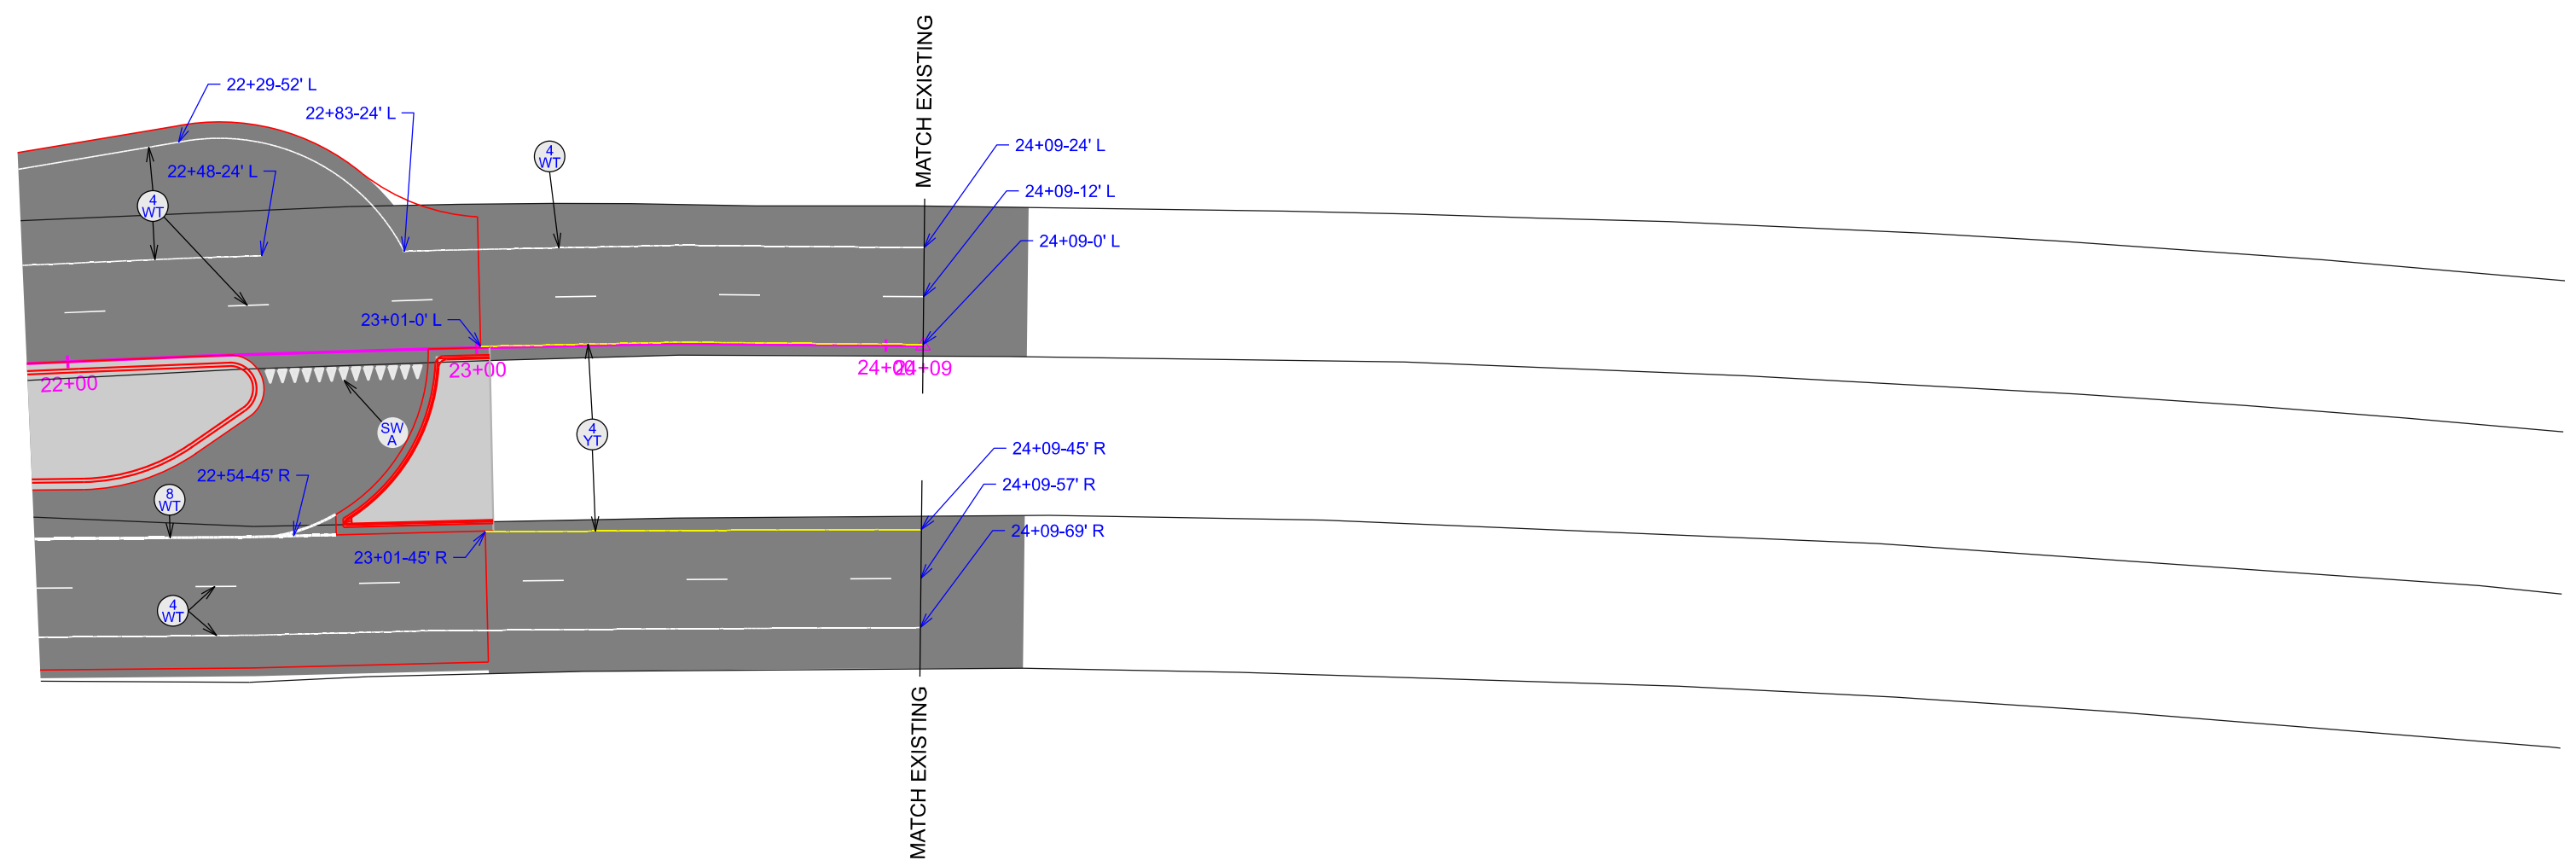 MATCH EXISTING
22+29-52' L
22+83-24' L
4
WT
24+09-24' L
22+48-24' L
4
WT
24+09-12' L
24+09-0' L
23+01-0' L
22+00
23+00
24+00
24+09
SW
A
4
YT
24+09-45' R
22+54-45' R
24+09-57' R
8
WT
24+09-69' R
23+01-45' R
4
WT
MATCH EXISTING